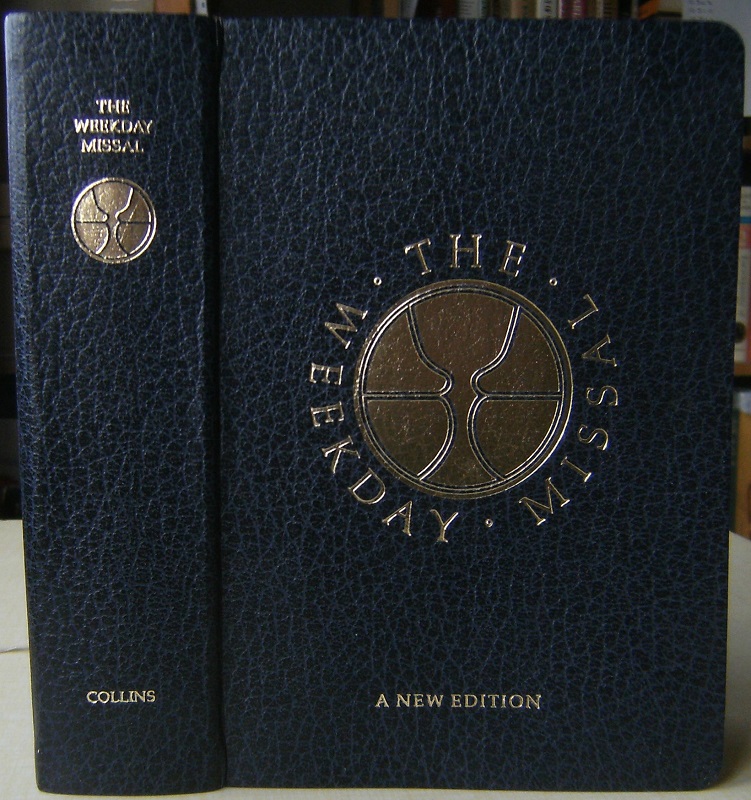 THE
WEEKDAY
MISSAL
COLLINS
THE · WEEKDAY · MISSAL ·
A NEW EDITION